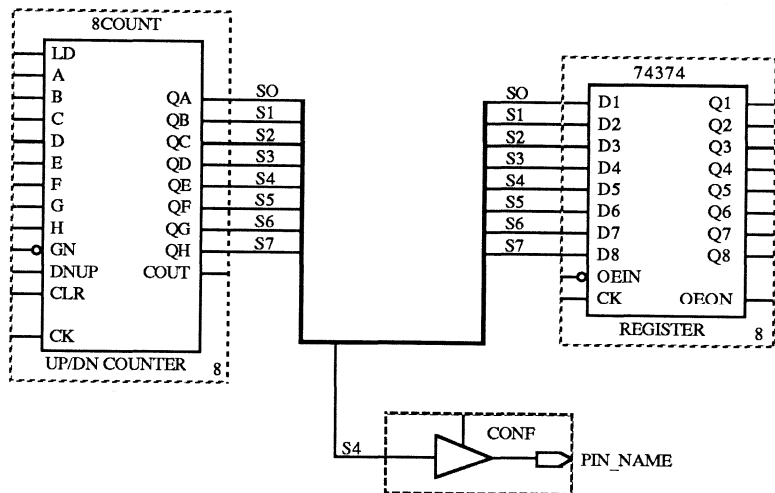 8COUNT
LD
A
B
C
D
E
F
G
H
GN
DNUP
CLR
CK
QA
QB
QC
QD
QE
QF
QG
QH
COUT
UP/DN COUNTER
8
SO
S1
S2
S3
S4
S5
S6
S7
SO
S1
S2
S3
S4
S5
S6
S7
74374
D1
D2
D3
D4
D5
D6
D7
D8
OEIN
CK
Q1
Q2
Q3
Q4
Q5
Q6
Q7
Q8
OEON
REGISTER
8
S4
CONF
PIN_NAME